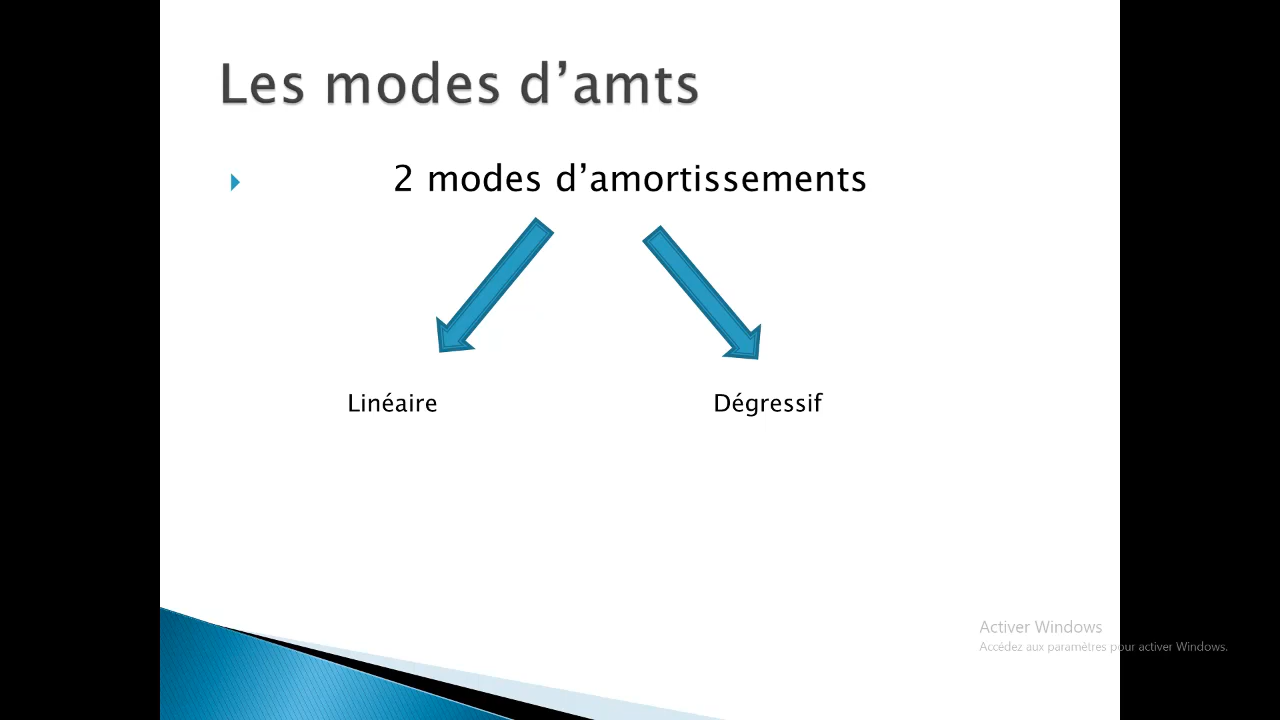 Les modes d’amts
2 modes d’amortissements
Linéaire
Dégressif
Activer Windows
Accédez aux paramètres pour activer Windows.